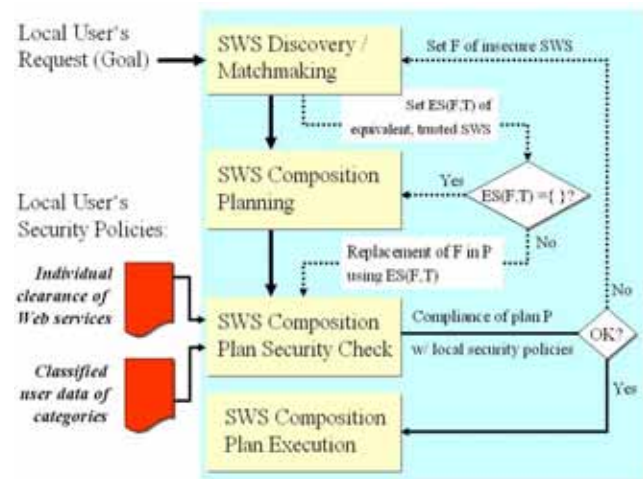 Local User's
Request (Goal)
SWS Discovery /
Matchmaking
Set F of insecure SWS
Set ES(F,T) of
equivalent, trusted SWS
SWS Composition
Planning
Yes
ES(F,T) ={ }?
No
Local User's
Security Policies:
Replacement of F in P
using ES(F,T)
Individual
clearance of
Web services
SWS Composition
Plan Security Check
Compliance of plan P
w/ local security policies
No
OK?
Yes
Classified
user data of
categories
SWS Composition
Plan Execution